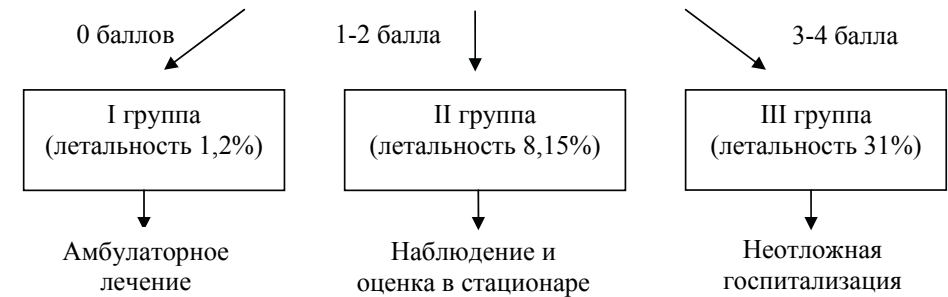 0 баллов
1-2 балла
3-4 балла
I группа
(летальность 1,2%)
II группа
(летальность 8,15%)
III группа
(летальность 31%)
Амбулаторное
лечение
Наблюдение и
оценка в стационаре
Неотложная
госпитализация